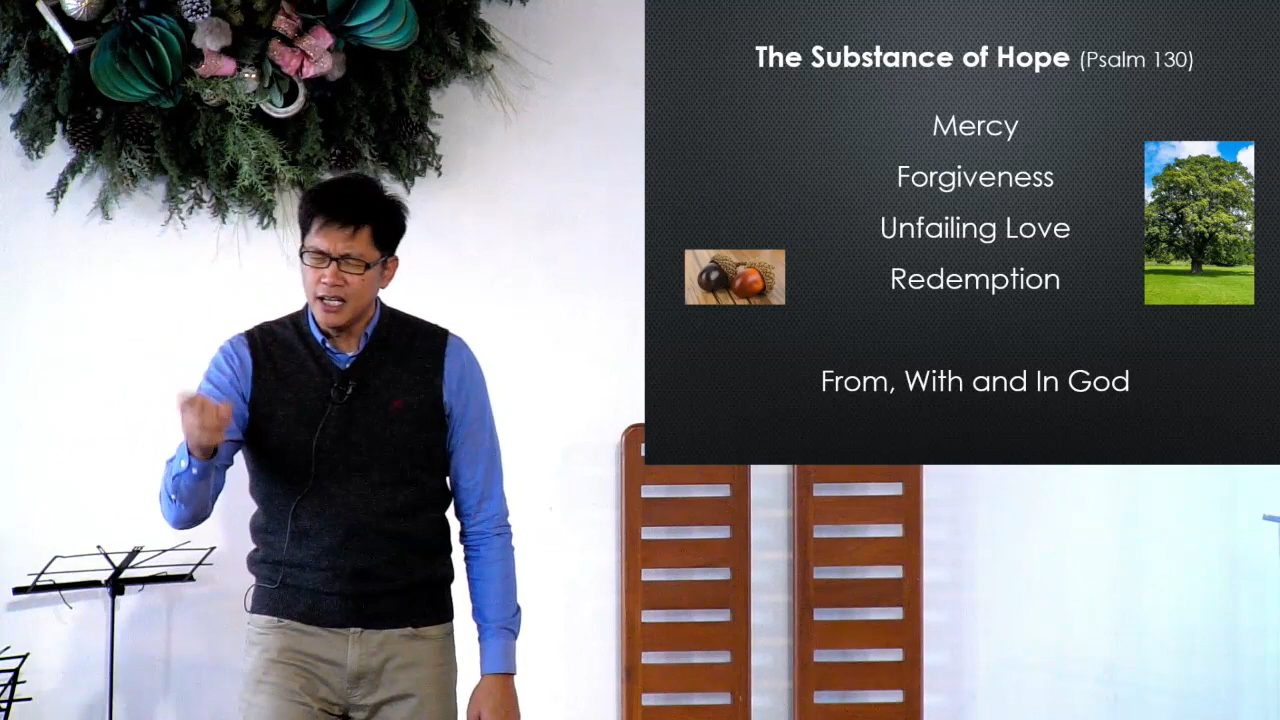 The Substance of Hope (Psalm 130)
Mercy
Forgiveness
Unfailing Love
Redemption
From, With and In God